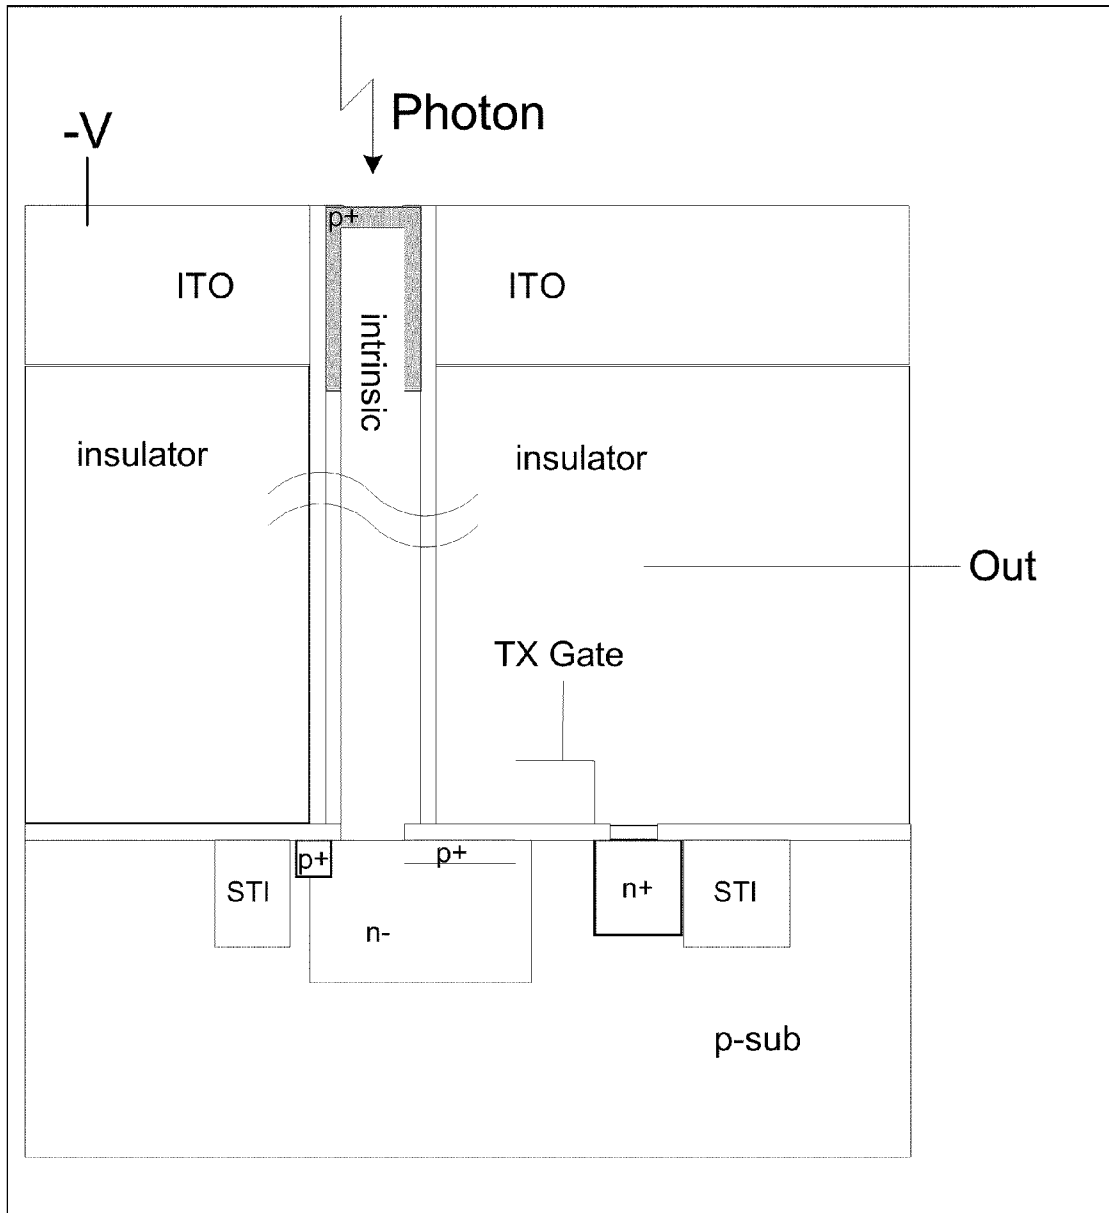 Photon
-V
p+
ITO
ITO
intrinsic
insulator
insulator
Out
TX Gate
p+
p+
STI
n+
STI
n-
p-sub